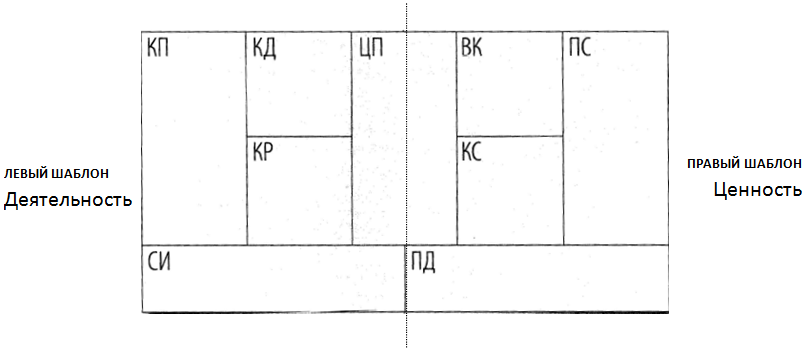 КП
КД
ЦП
ВК
ПС
КР
КС
ЛЕВЫЙ ШАБЛОН
Деятельность
ПРАВЫЙ ШАБЛОН
Ценность
СИ
ПД